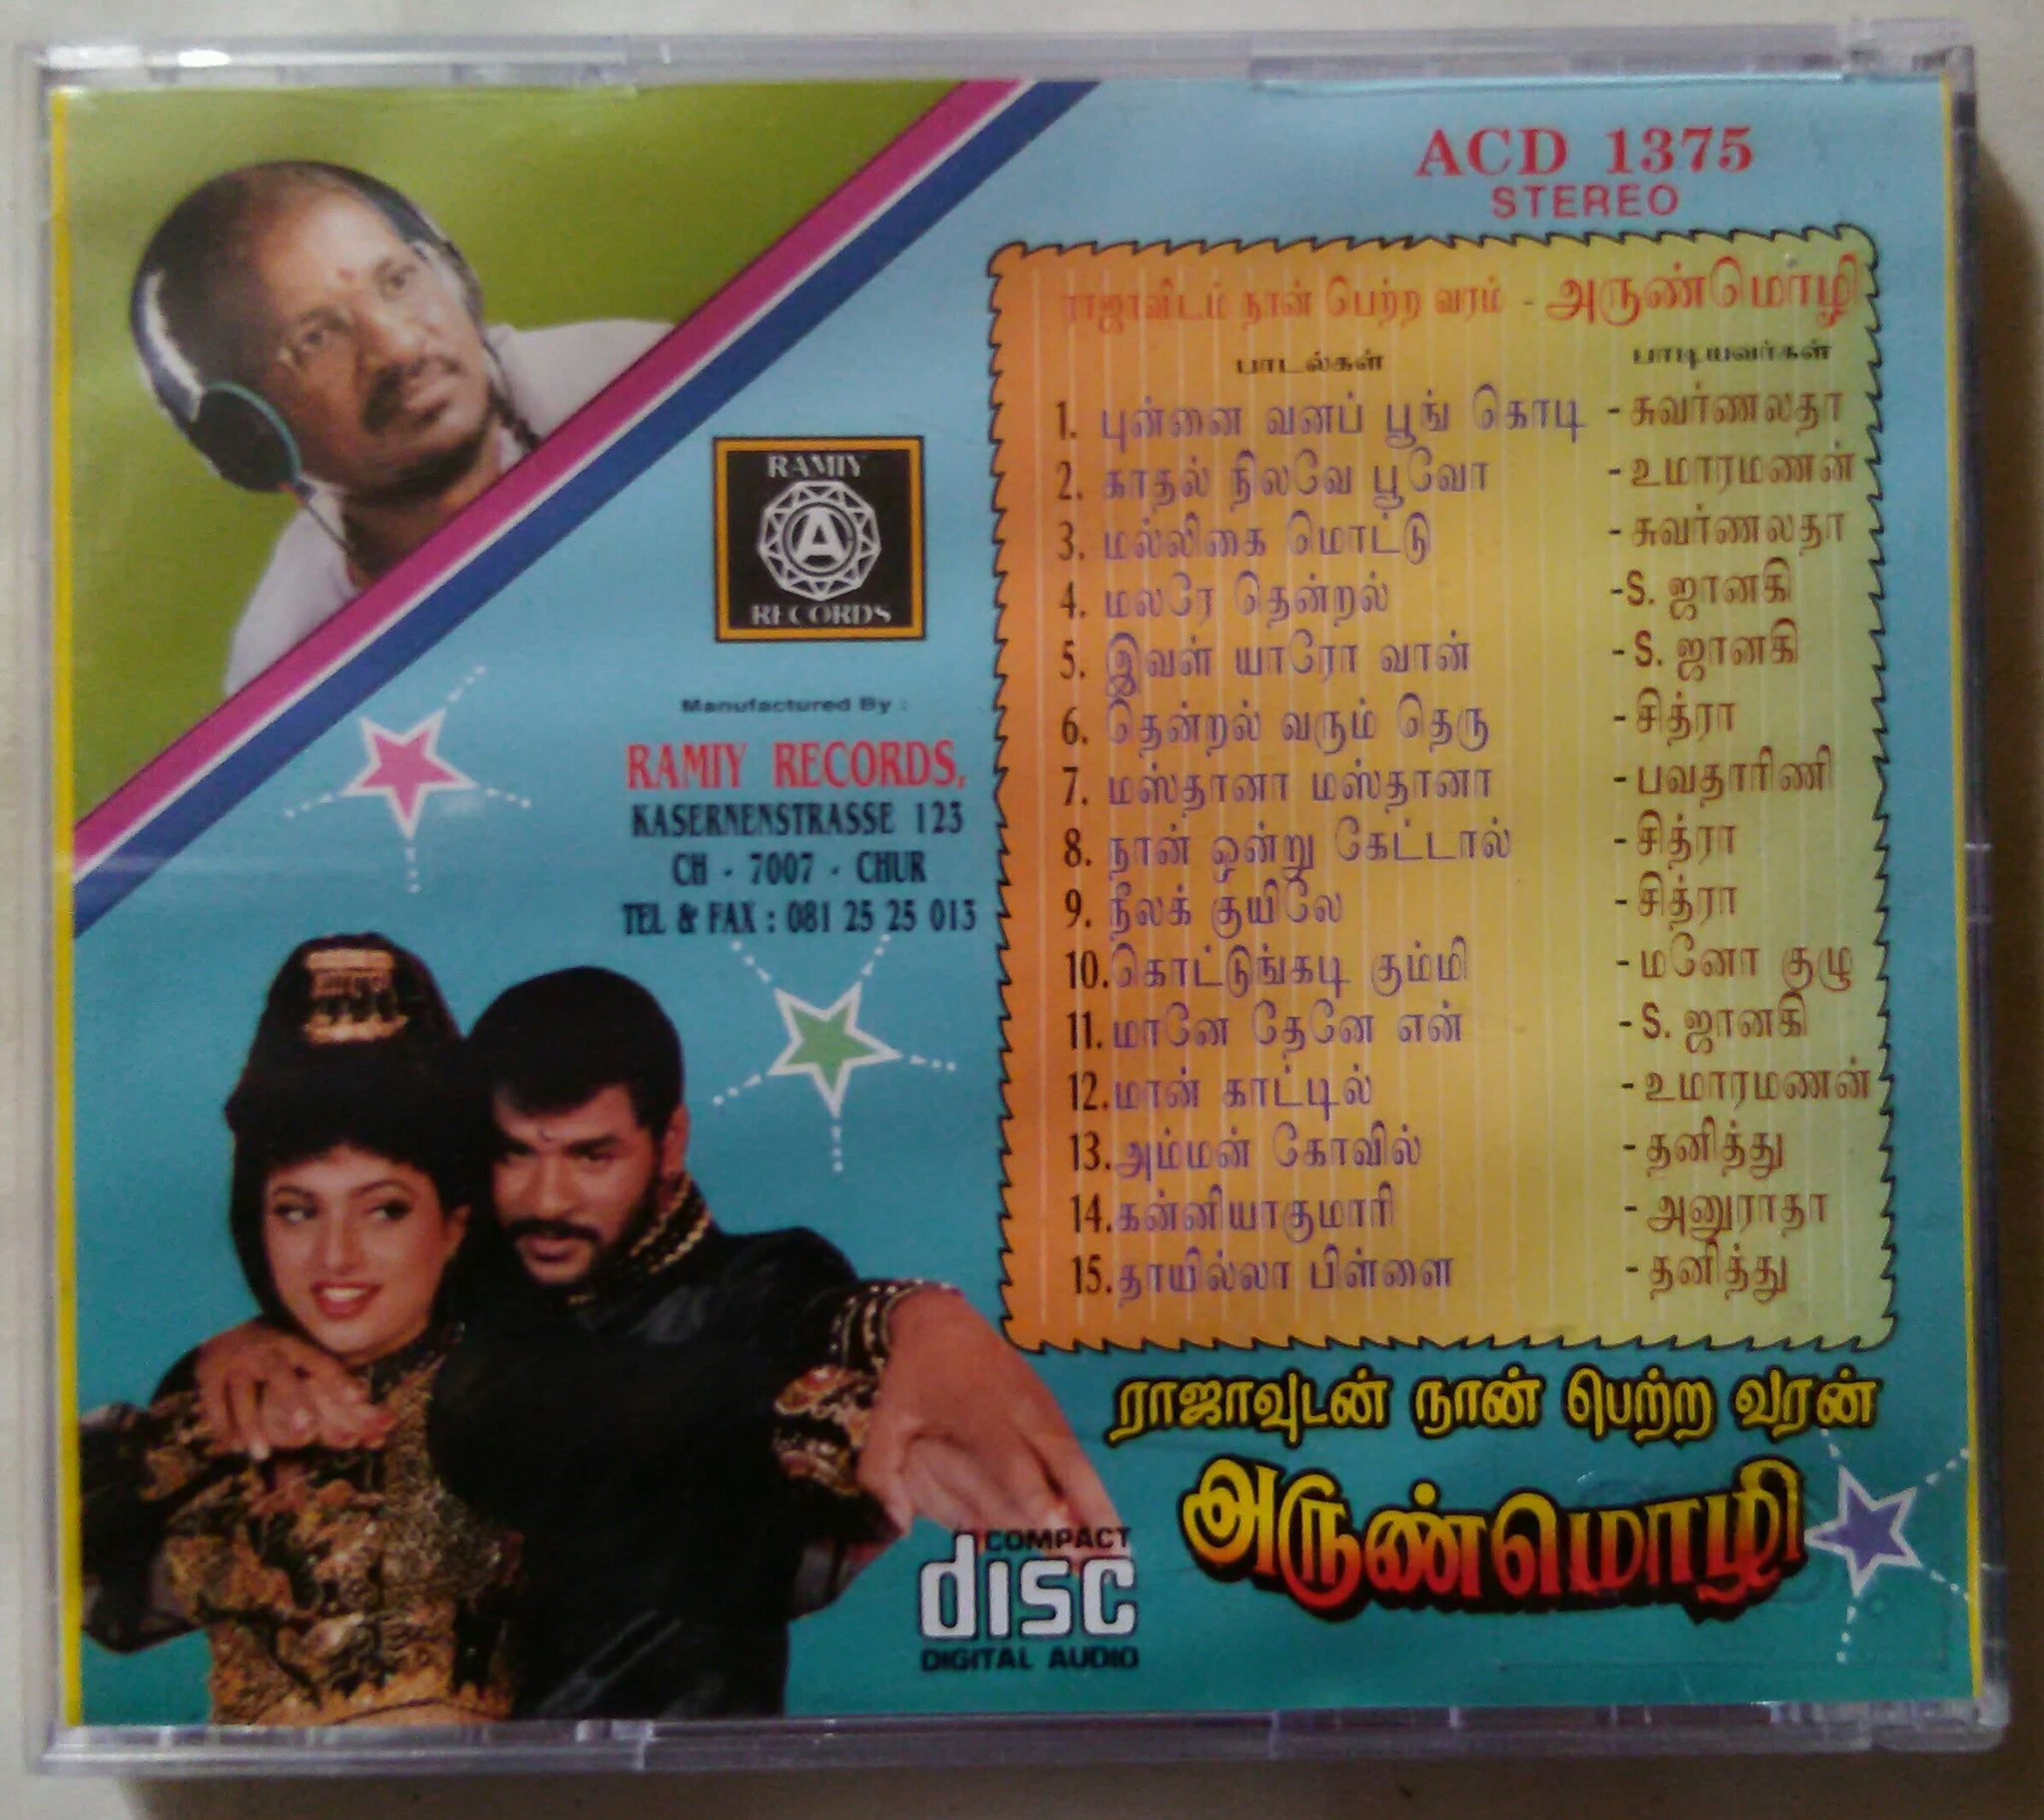 ACD 1375
STEREO
ராஜாவிடம் நான் பெற்ற வரம் - அருண்மொழி
பாடல்கள் பாடியவர்கள்
1. புன்னை வனப் பூங் கொடி - சுவர்ணலதா
2. காதல் நிலவே பூவோ - உமாரமணன்
3. மல்லிகை மொட்டு - சுவர்ணலதா
4. மலரே தென்றல் -S. ஜானகி
5. இவள் யாரோ வான் - S. ஜானகி
6. தென்றல் வரும் தெரு - சித்ரா
7. மஸ்தானா மஸ்தானா - பவதாரிணி
8. நான் ஒன்று கேட்டால் - சித்ரா
9. நீலக் குயிலே - சித்ரா
10. கொட்டுங்கடி கும்மி - மனோ குழு
11. மானே தேனே என் - S. ஜானகி
12. மான் காட்டில் - உமாரமணன்
13. அம்மன் கோவில் - தனித்து
14. கன்னியாகுமாரி - அனுராதா
15. தாயில்லா பிள்ளை - தனித்து
RAMIY
A
RECORDS
Manufactured By :
RAMIY RECORDS,
KASERNENSTRASSE 123
CH - 7007 - CHUR
TEL & FAX : 081 25 25 013
ராஜாவுடன் நான் பெற்ற வரன்
அருண்மொழி
COMPACT
disc
DIGITAL AUDIO